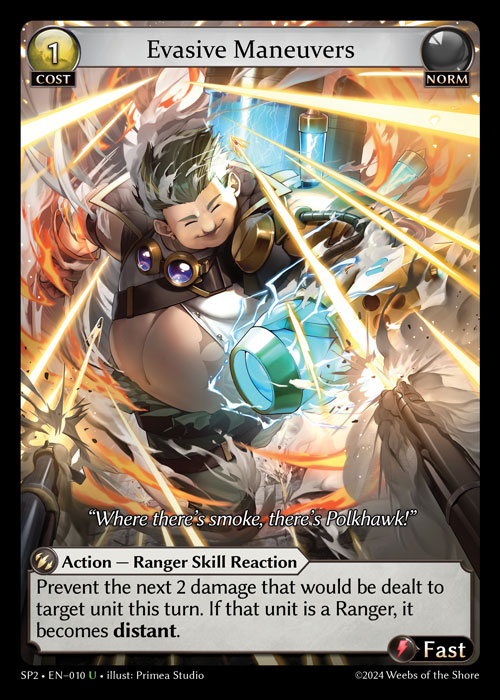 1
COST
Evasive Maneuvers
NORM
“Where there’s smoke, there’s Polkhawk!”
Action — Ranger Skill Reaction
Prevent the next 2 damage that would be dealt to
target unit this turn. If that unit is a Ranger, it
becomes distant.
Fast
SP2 • EN–010 U • illust: Primea Studio
©2024 Weebs of the Shore